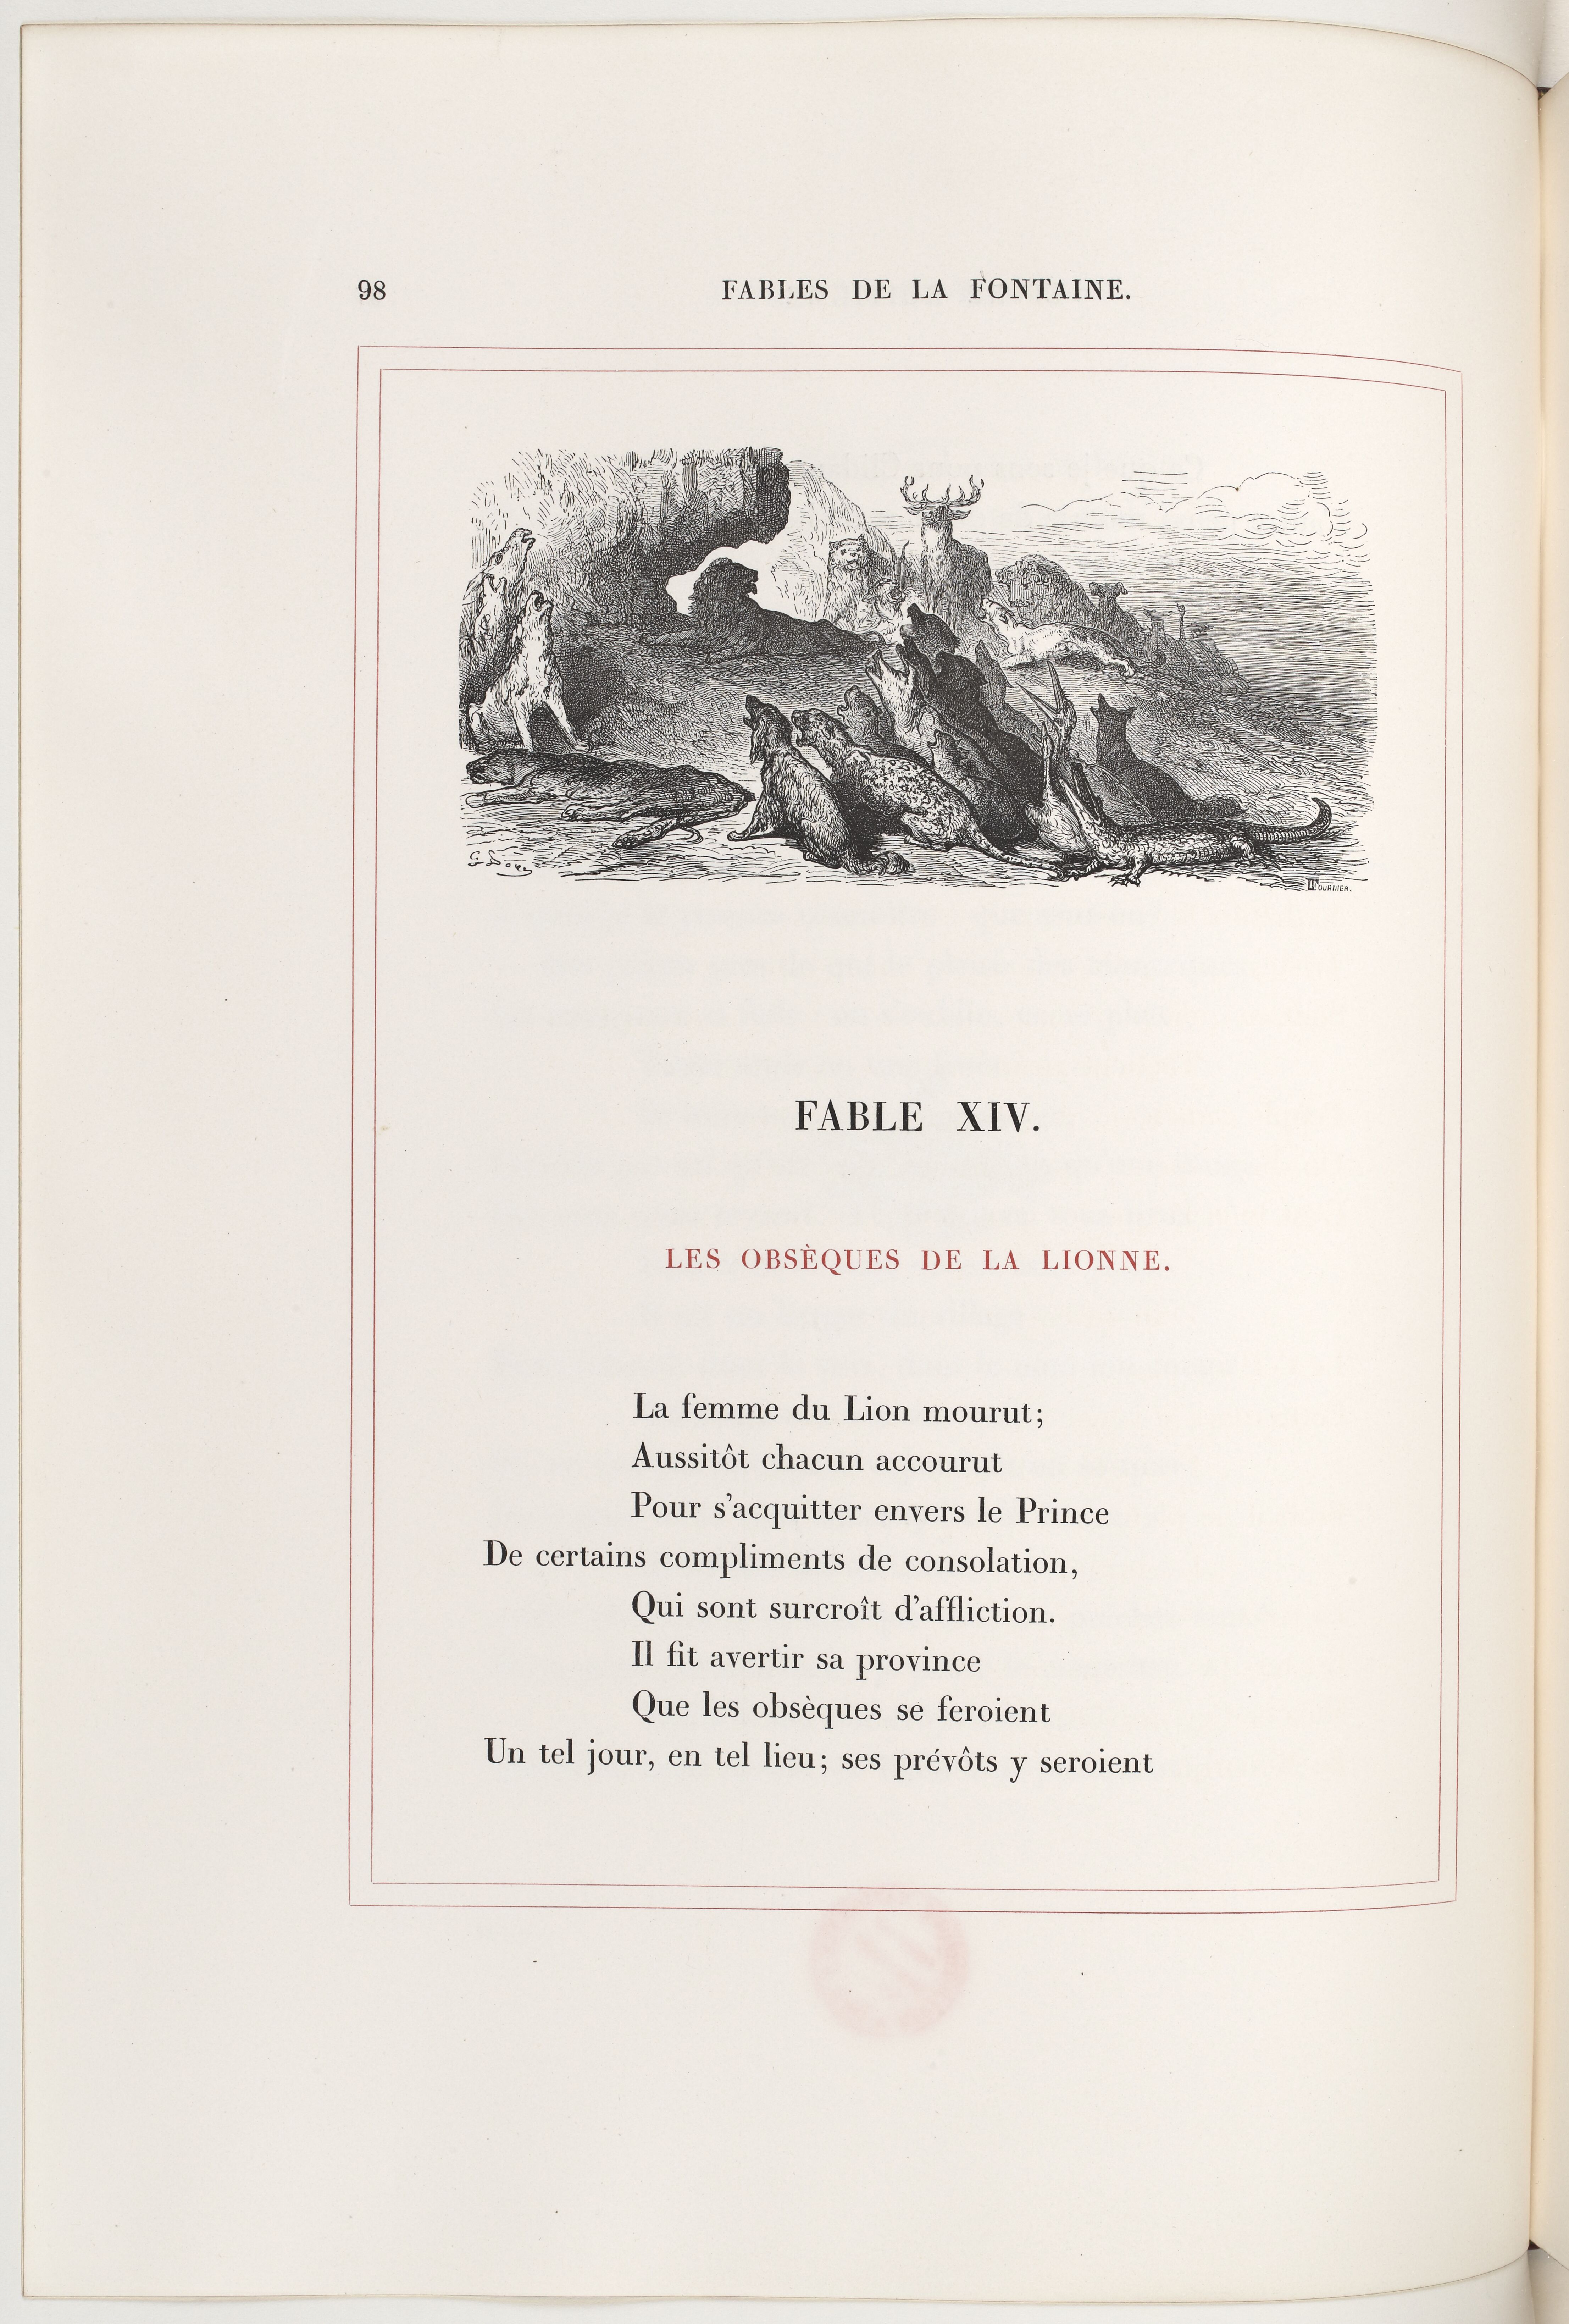 98
FABLES DE LA FONTAINE.
G Doré
FOURNIER.
FABLE XIV.
LES OBSÈQUES DE LA LIONNE.
La femme du Lion mourut;
Aussitôt chacun accourut
Pour s'acquitter envers le Prince
De certains compliments de consolation,
Qui sont surcroît d'affliction.
Il fit avertir sa province
Que les obsèques se feroient
Un tel jour, en tel lieu; ses prévôts y seroient